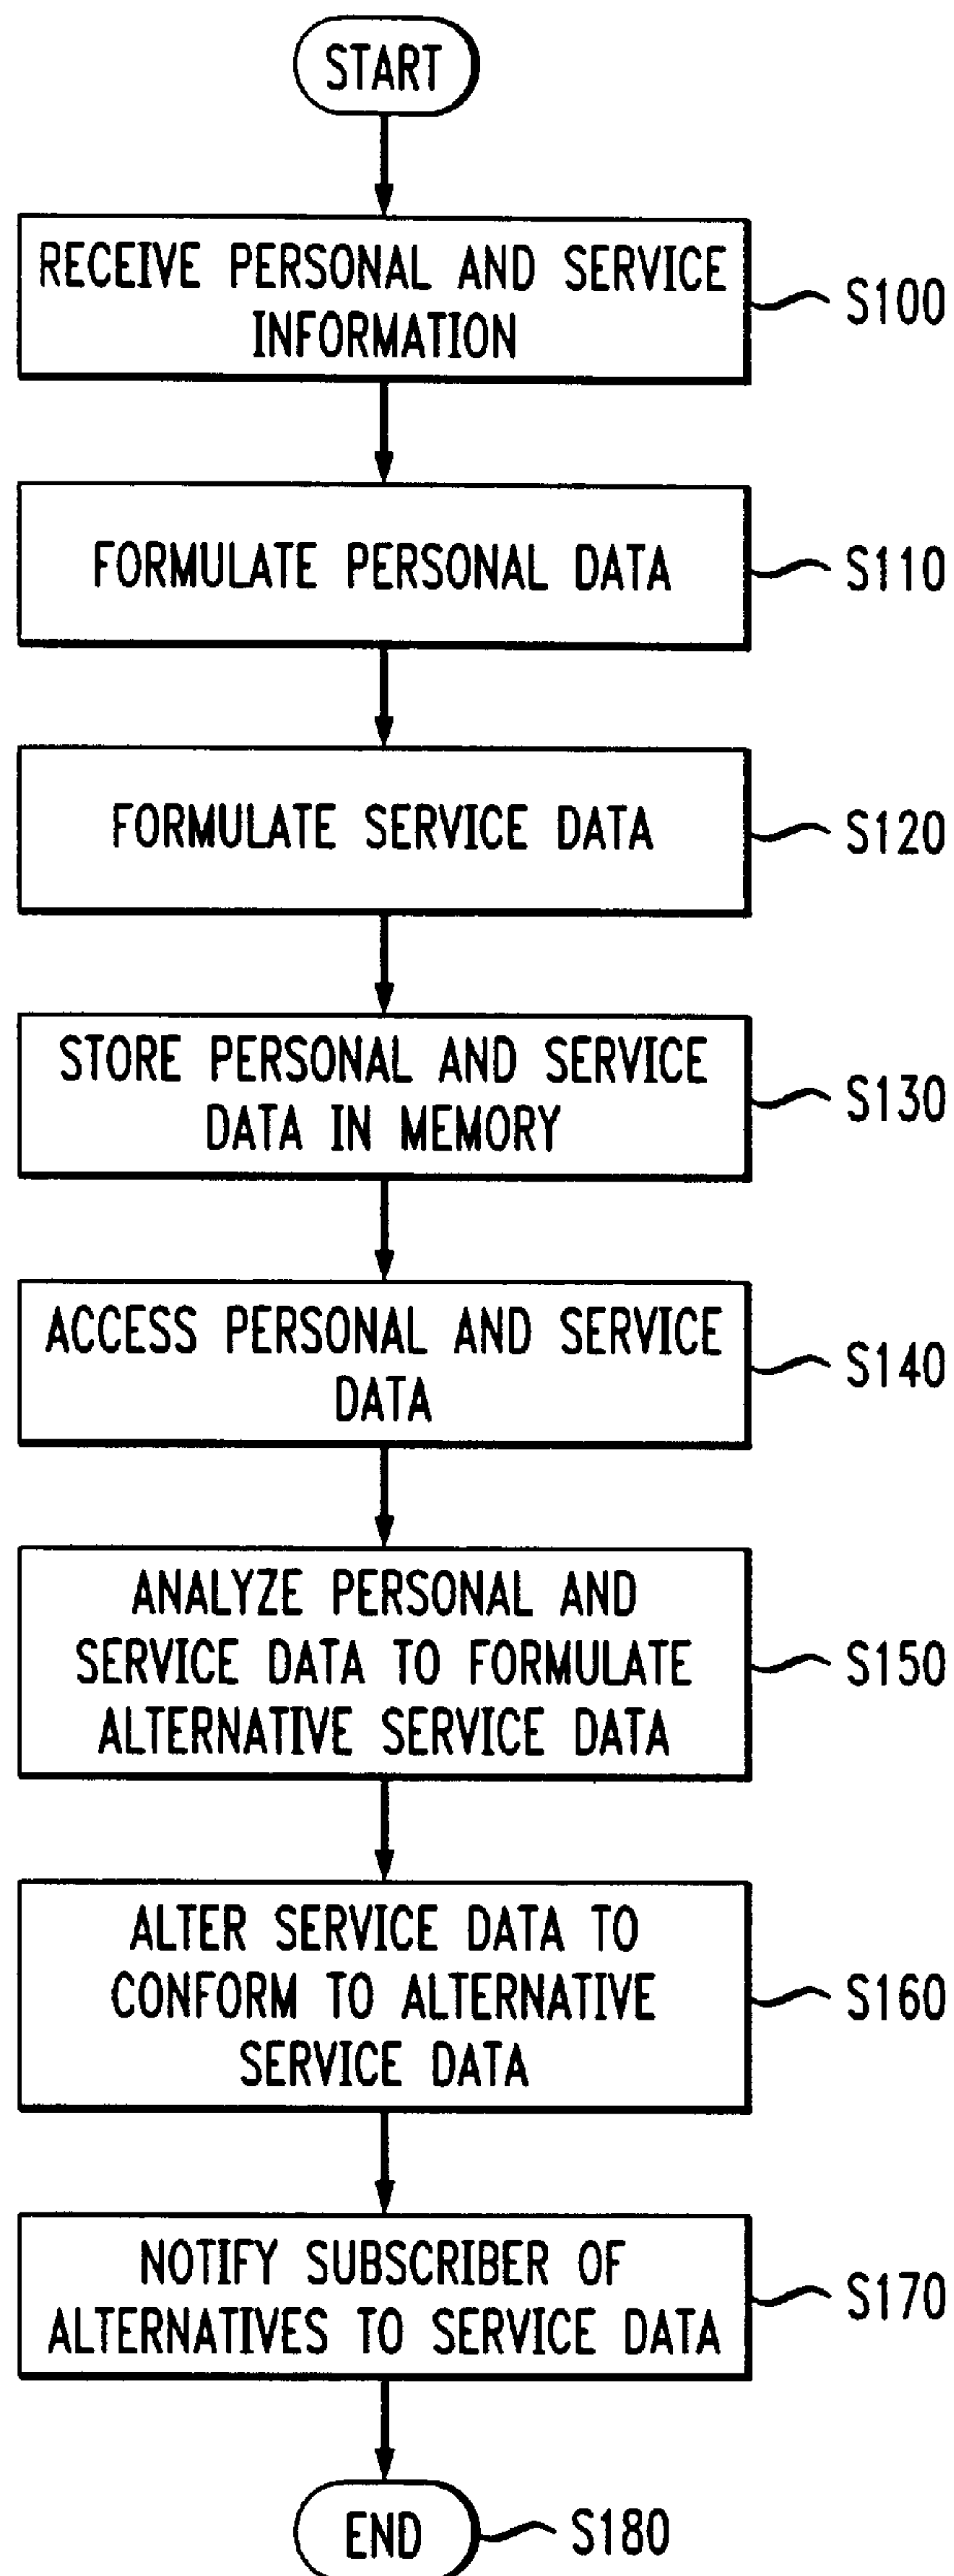 START
RECEIVE PERSONAL AND SERVICE
INFORMATION
S100
FORMULATE PERSONAL DATA
S110
FORMULATE SERVICE DATA
S120
STORE PERSONAL AND SERVICE
DATA IN MEMORY
S130
ACCESS PERSONAL AND SERVICE
DATA
S140
ANALYZE PERSONAL AND
SERVICE DATA TO FORMULATE
ALTERNATIVE SERVICE DATA
S150
ALTER SERVICE DATA TO
CONFORM TO ALTERNATIVE
SERVICE DATA
S160
NOTIFY SUBSCRIBER OF
ALTERNATIVES TO SERVICE DATA
S170
END
S180